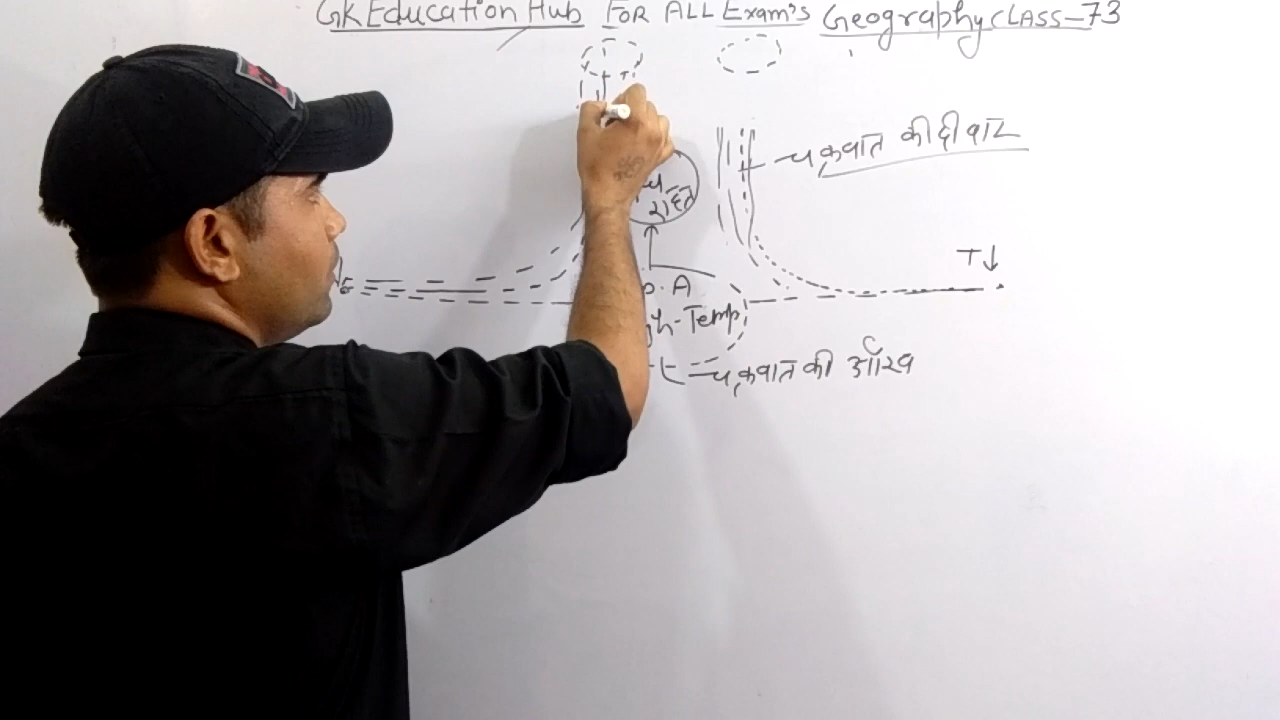 GK Education Hub For ALL Exam's Geography CLASS-73
चक्रवात की दीवार
T↓
Temp
चक्रवात की आँख